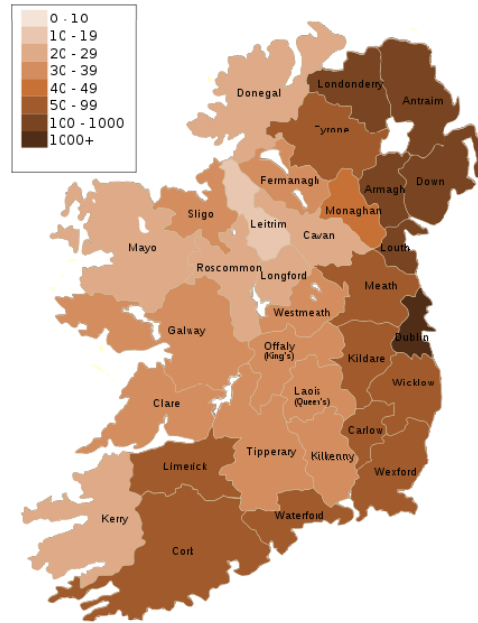 0 - 10
10 - 19
20 - 29
30 - 39
40 - 49
50 - 99
100 - 1000
1000+
Donegal
Londonderry
Antraim
Tyrone
Fermanagh
Armagh
Down
Monaghan
Sligo
Leitrim
Cavan
Louth
Mayo
Roscommon
Longford
Meath
Westmeath
Galway
Dublin
Offaly
(King's)
Kildare
Wicklow
Laois
(Queen's)
Clare
Carlow
Tipperary
Kilkenny
Limerick
Wexford
Kerry
Waterford
Cork